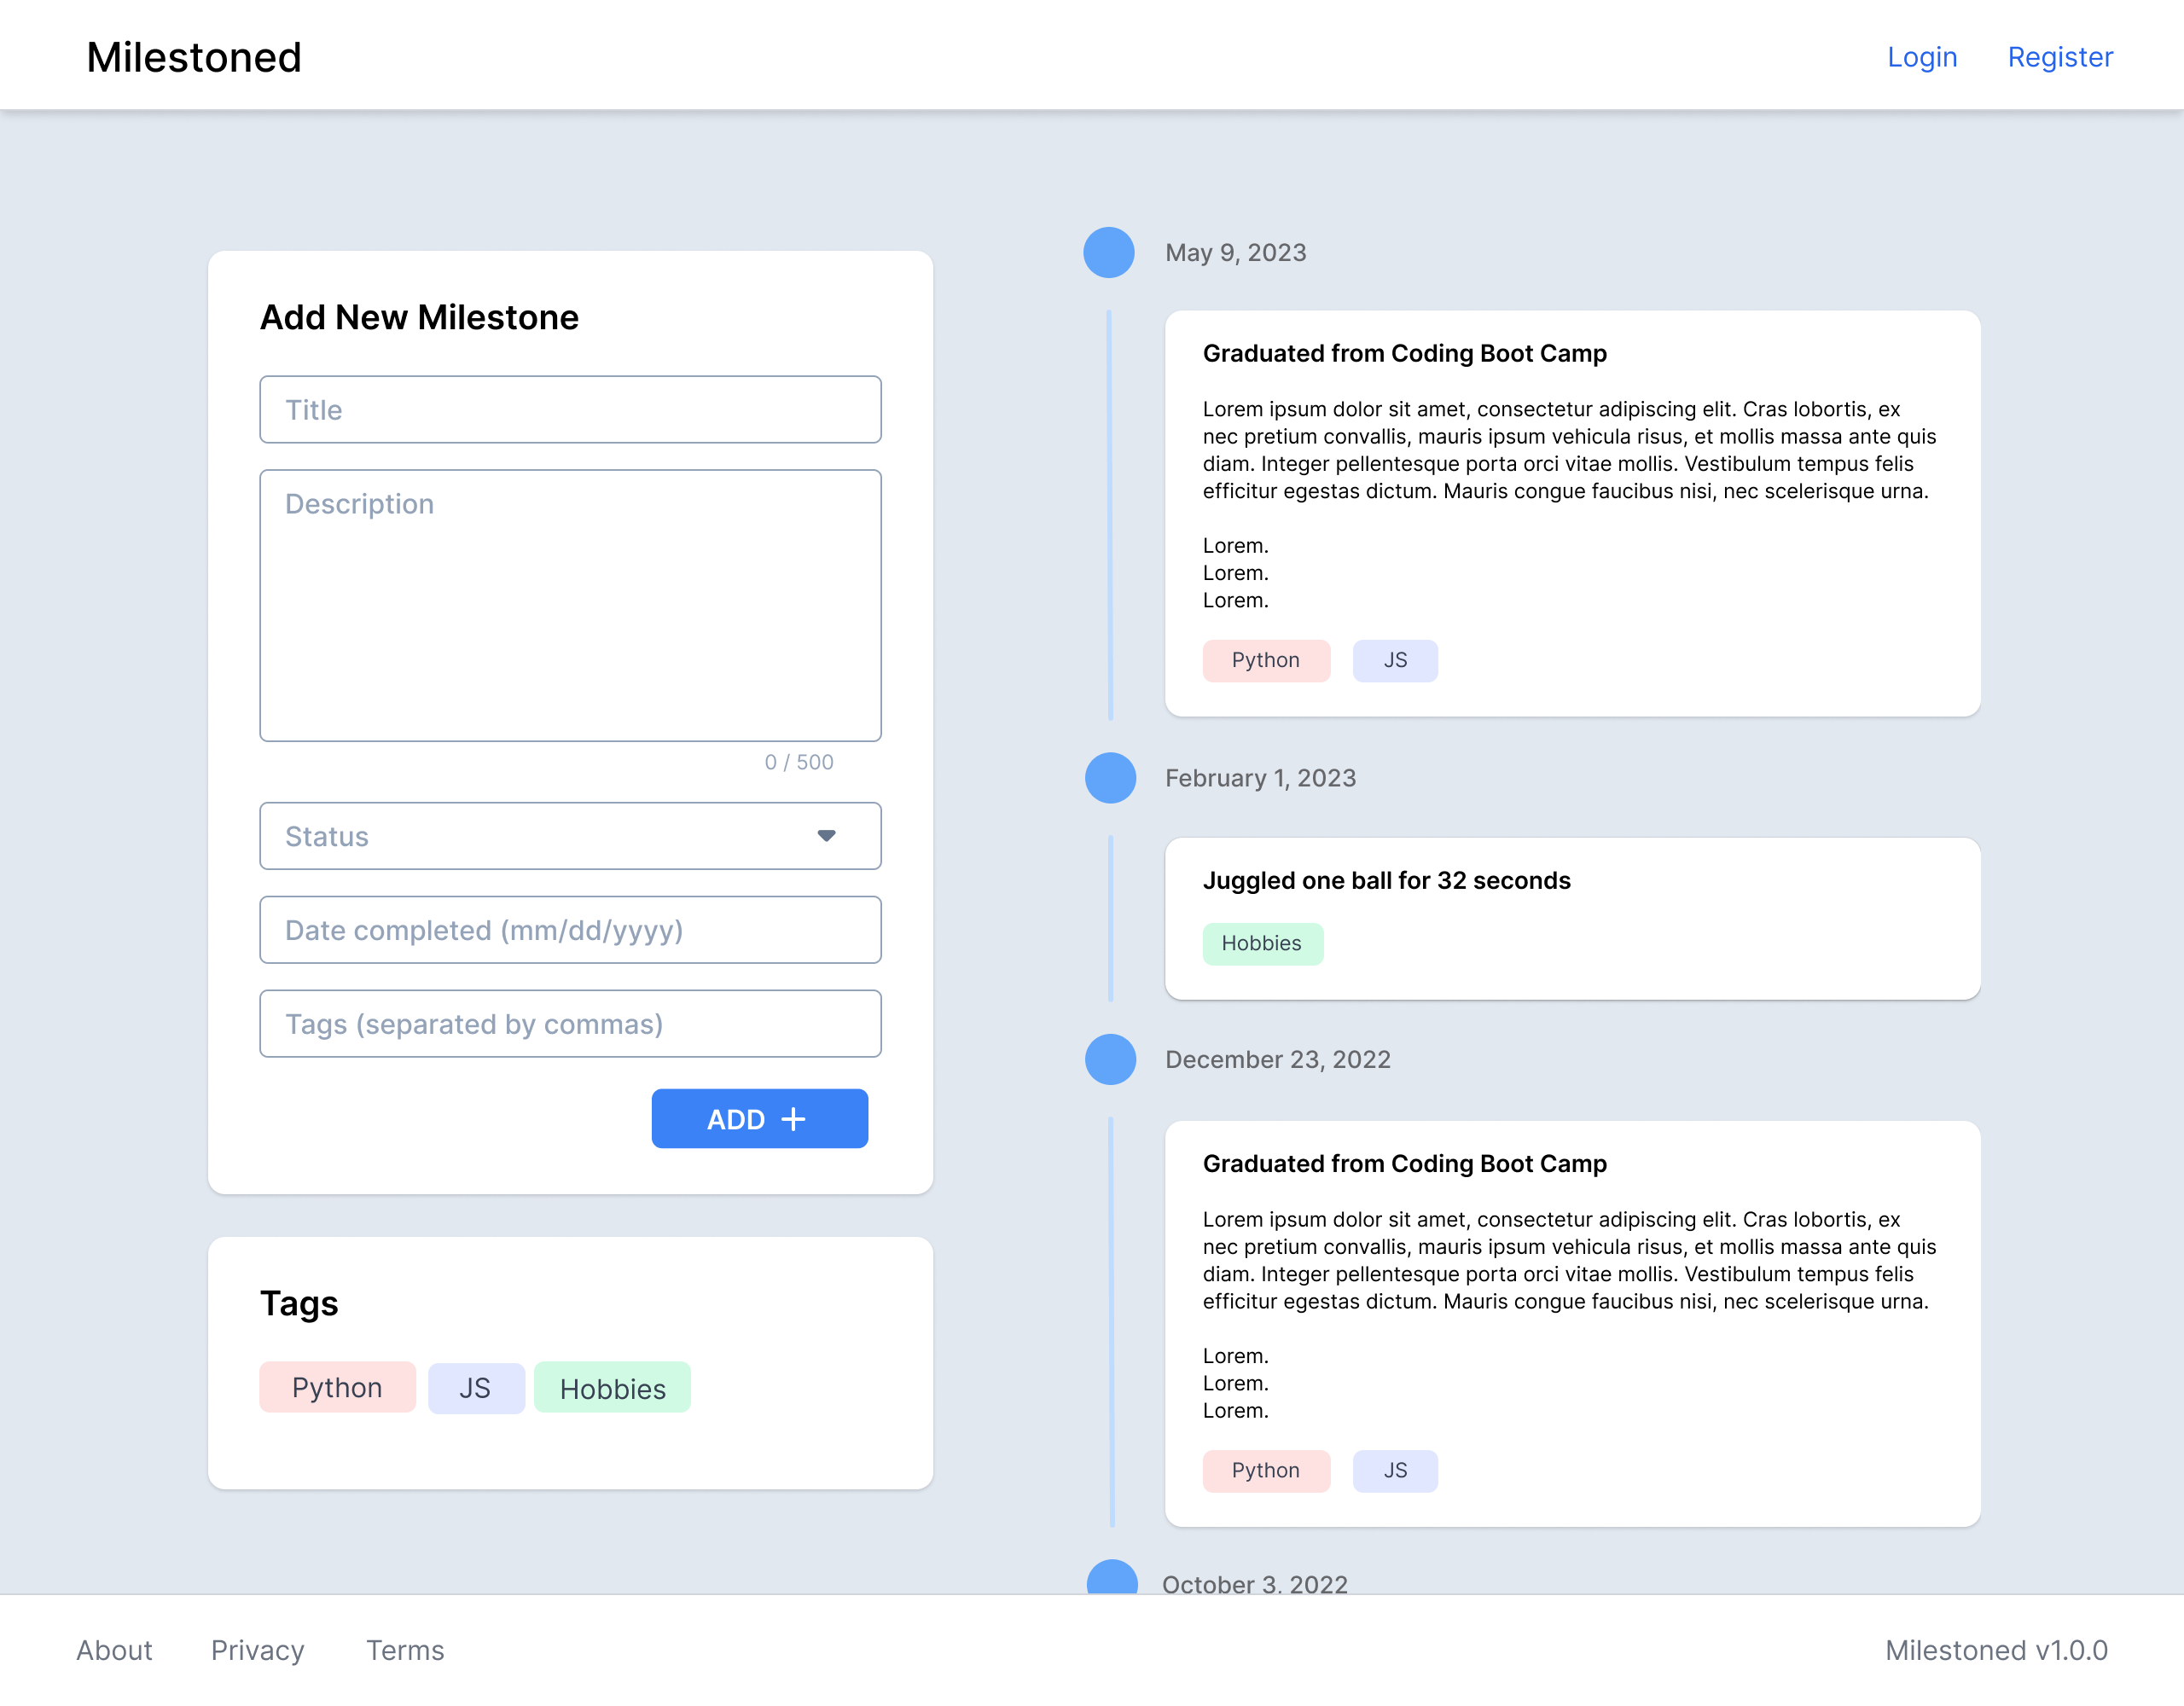 Milestoned
Login
Register
Add New Milestone
Title
Description
0 / 500
Status
Date completed (mm/dd/yyyy)
Tags (separated by commas)
ADD +
Tags
Python
JS
Hobbies
May 9, 2023
Graduated from Coding Boot Camp
Lorem ipsum dolor sit amet, consectetur adipiscing elit. Cras lobortis, ex
nec pretium convallis, mauris ipsum vehicula risus, et mollis massa ante quis
diam. Integer pellentesque porta orci vitae mollis. Vestibulum tempus felis
efficitur egestas dictum. Mauris congue faucibus nisi, nec scelerisque urna.
Lorem.
Lorem.
Lorem.
Python
JS
February 1, 2023
Juggled one ball for 32 seconds
Hobbies
December 23, 2022
Graduated from Coding Boot Camp
Lorem ipsum dolor sit amet, consectetur adipiscing elit. Cras lobortis, ex
nec pretium convallis, mauris ipsum vehicula risus, et mollis massa ante quis
diam. Integer pellentesque porta orci vitae mollis. Vestibulum tempus felis
efficitur egestas dictum. Mauris congue faucibus nisi, nec scelerisque urna.
Lorem.
Lorem.
Lorem.
Python
JS
October 3, 2022
About
Privacy
Terms
Milestoned v1.0.0